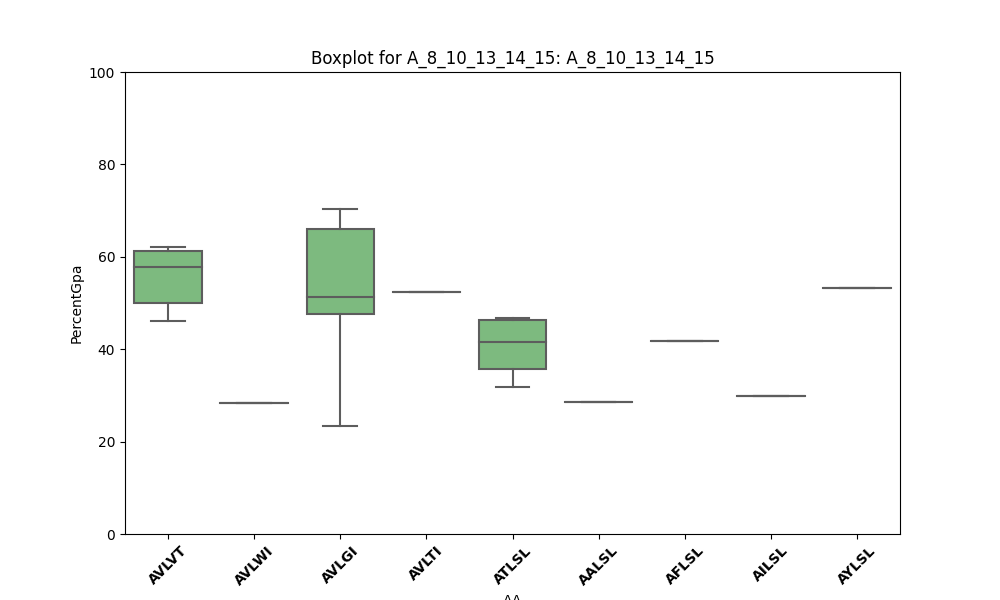 Boxplot for A_8_10_13_14_15: A_8_10_13_14_15
100
80
60
40
20
0
PercentGpa
AVLVT
AVLWI
AVLGI
AVLTI
ATLSL
AALSL
AFLSL
AILSL
AYLSL
AA